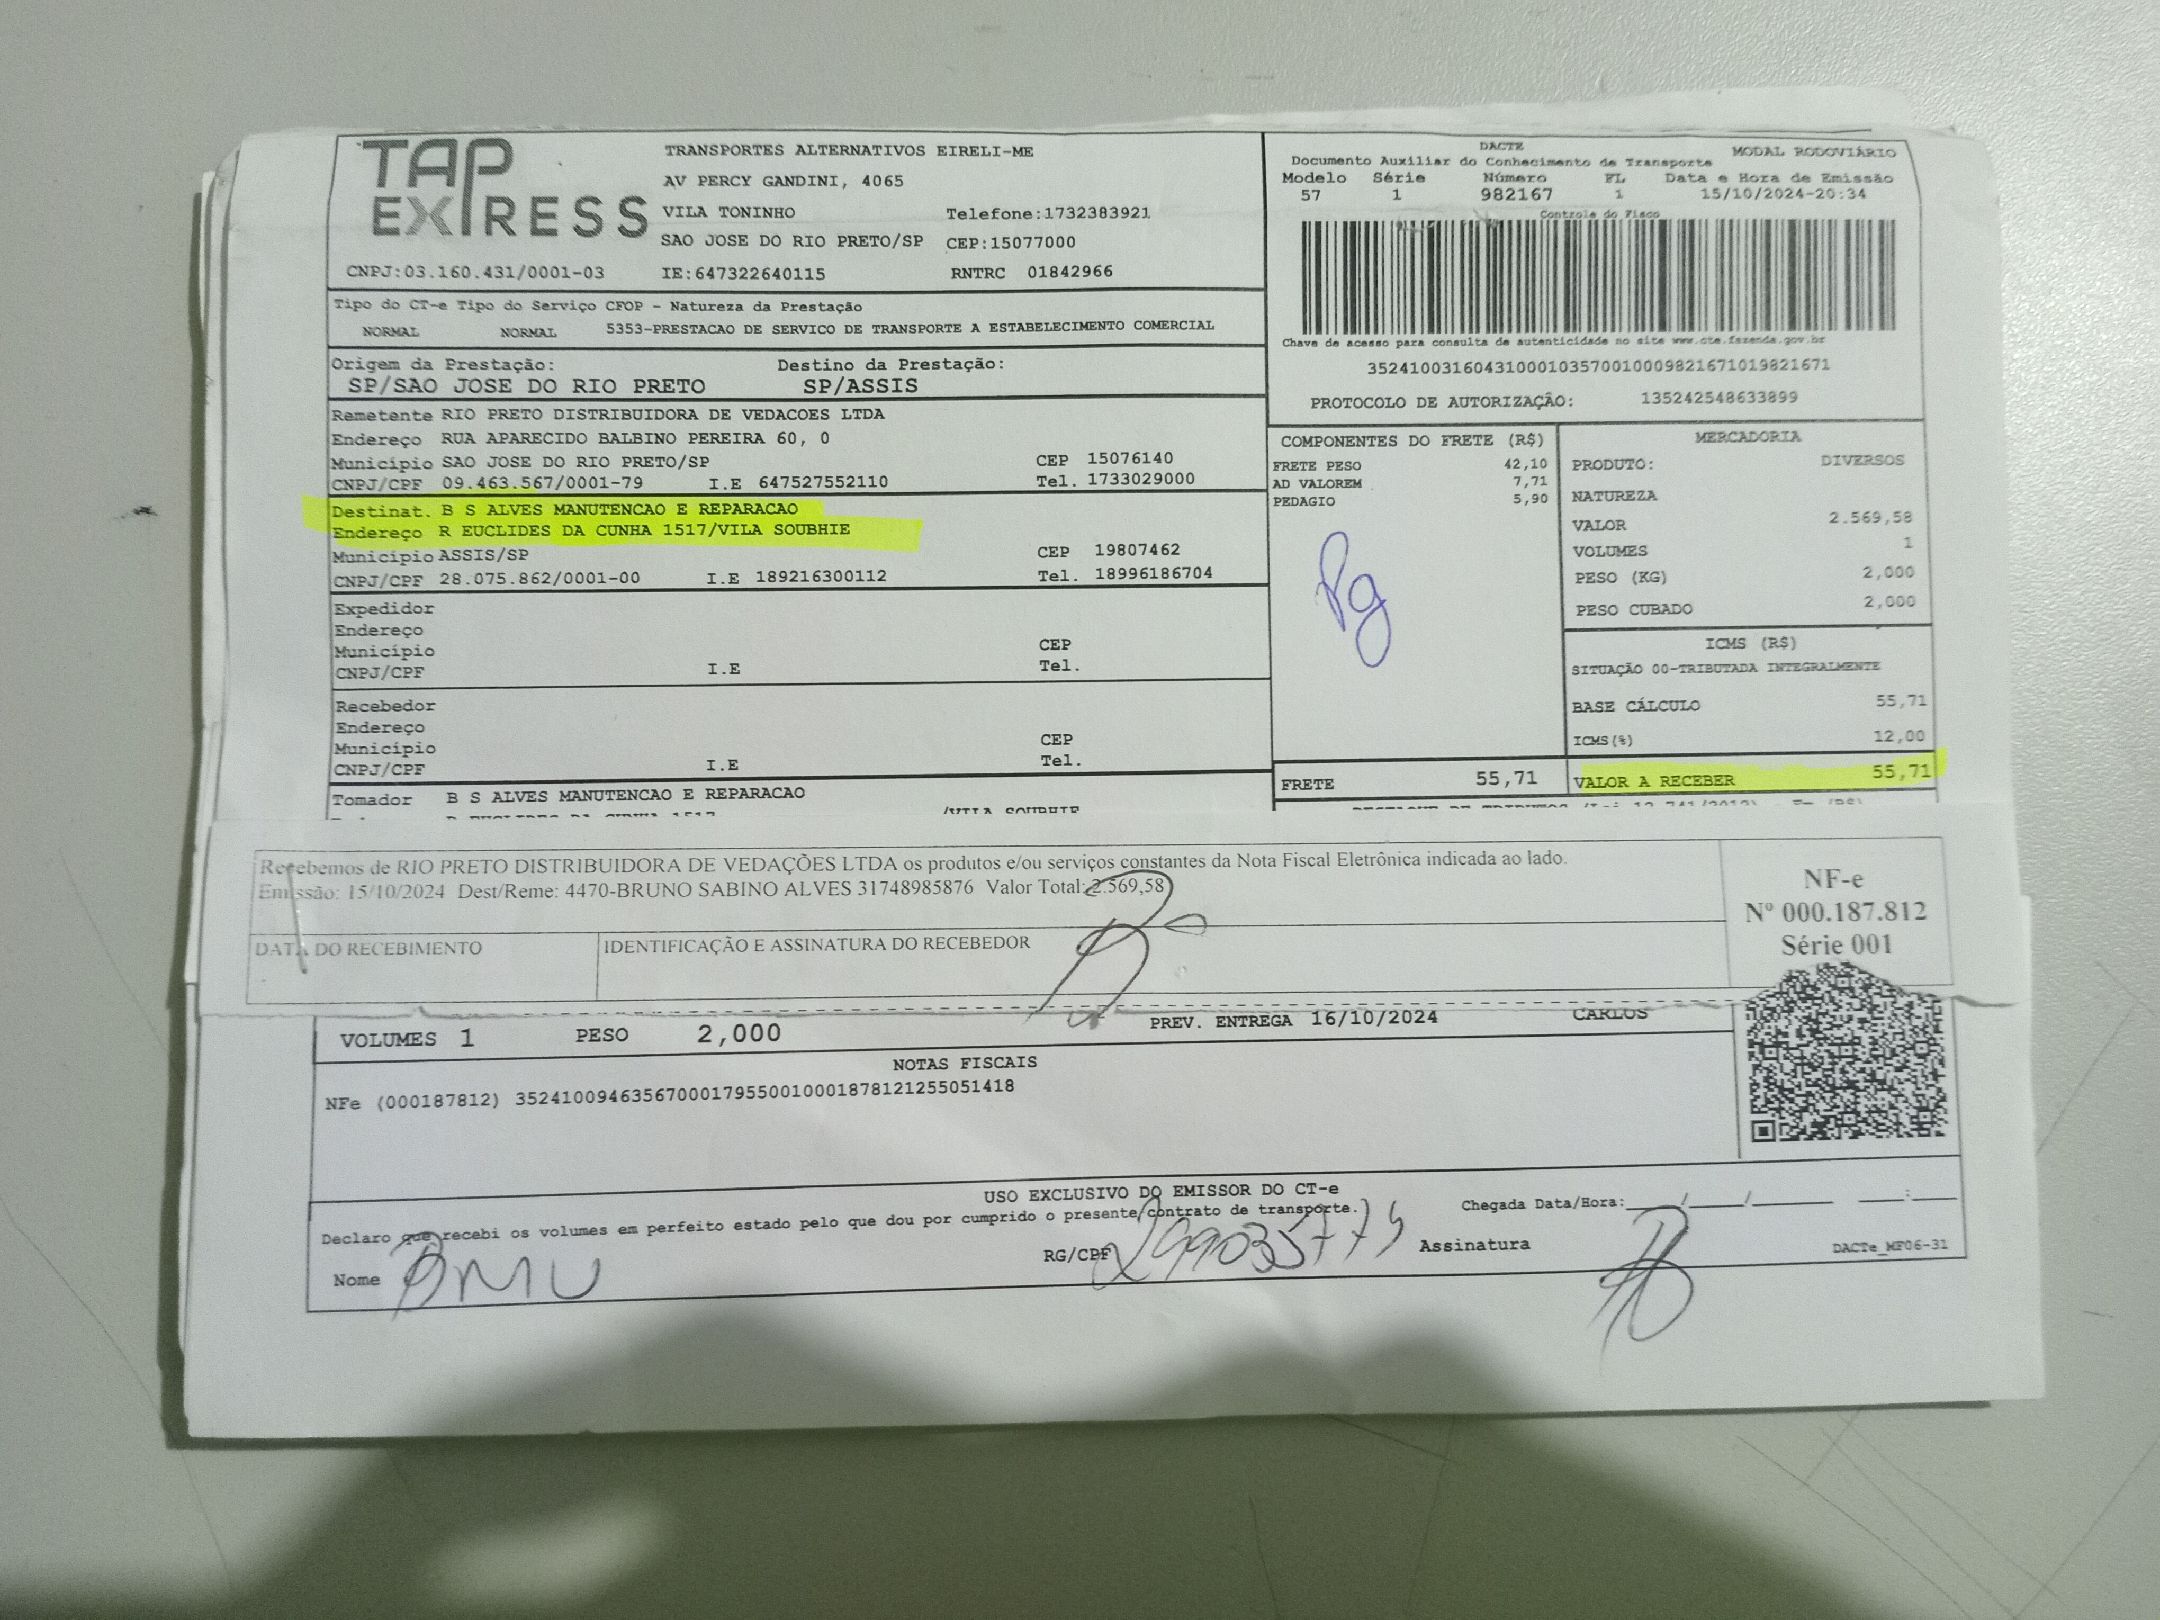 TAP EXPRESS
TRANSPORTES ALTERNATIVOS EIRELI-ME
AV PERCY GANDINI, 4065
VILA TONINHO Telefone:1732383921
SAO JOSE DO RIO PRETO/SP CEP:15077000
CNPJ:03.160.431/0001-03 IE:647322640115 RNTRC 01842966
Tipo do CT-e Tipo do Serviço CFOP - Natureza da Prestação
NORMAL NORMAL 5353-PRESTACAO DE SERVICO DE TRANSPORTE A ESTABELECIMENTO COMERCIAL
Origem da Prestação: Destino da Prestação:
SP/SAO JOSE DO RIO PRETO SP/ASSIS
Remetente RIO PRETO DISTRIBUIDORA DE VEDACOES LTDA
Endereço RUA APARECIDO BALBINO PEREIRA 60, 0
Município SAO JOSE DO RIO PRETO/SP CEP 15076140
CNPJ/CPF 09.463.567/0001-79 I.E 647527552110 Tel. 1733029000
Destinat. B S ALVES MANUTENCAO E REPARACAO
Endereço R EUCLIDES DA CUNHA 1517/VILA SOUBHIE
Município ASSIS/SP CEP 19807462
CNPJ/CPF 28.075.862/0001-00 I.E 189216300112 Tel. 18996186704
Expedidor
Endereço
Município CEP
CNPJ/CPF I.E Tel.
Recebedor
Endereço
Município CEP
CNPJ/CPF I.E Tel.
Tomador B S ALVES MANUTENCAO E REPARACAO
/VILA SOUBHIE
DACTE MODAL RODOVIÁRIO
Documento Auxiliar do Conhecimento de Transporte
Modelo Série Número FL Data e Hora de Emissão
57 1 982167 1 15/10/2024-20:34
Controle do Fisco
Chave de acesso para consulta de autenticidade no site www.cte.fazenda.gov.br
35241003160431000103570010009821671019821671
PROTOCOLO DE AUTORIZAÇÃO: 135242548633899
COMPONENTES DO FRETE (R$)
FRETE PESO 42,10
AD VALOREM 7,71
PEDAGIO 5,90
Pg
FRETE 55,71
MERCADORIA
PRODUTO: DIVERSOS
NATUREZA
VALOR 2.569,58
VOLUMES 1
PESO (KG) 2,000
PESO CUBADO 2,000
ICMS (R$)
SITUAÇÃO 00-TRIBUTADA INTEGRALMENTE
BASE CÁLCULO 55,71
ICMS(%) 12,00
VALOR A RECEBER 55,71
Recebemos de RIO PRETO DISTRIBUIDORA DE VEDAÇÕES LTDA os produtos e/ou serviços constantes da Nota Fiscal Eletrônica indicada ao lado.
Emissão: 15/10/2024 Dest/Reme: 4470-BRUNO SABINO ALVES 31748985876 Valor Total: 2.569,58
DATA DO RECEBIMENTO IDENTIFICAÇÃO E ASSINATURA DO RECEBEDOR
NF-e
Nº 000.187.812
Série 001
VOLUMES 1 PESO 2,000 PREV. ENTREGA 16/10/2024 CARLOS
NOTAS FISCAIS
NFe (000187812) 35241009463567000179550010001878121255051418
USO EXCLUSIVO DO EMISSOR DO CT-e
Declaro que recebi os volumes em perfeito estado pelo que dou por cumprido o presente contrato de transporte.
Chegada Data/Hora: / / :
Nome RG/CPF Assinatura
DACTe_MF06-31